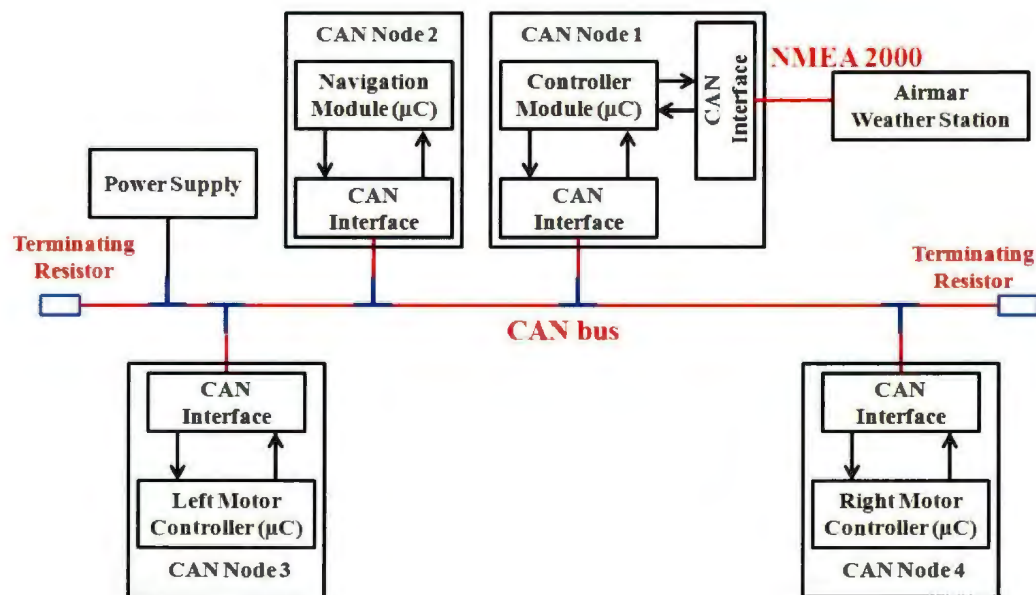 CAN Node 2
Navigation
Module (µC)
CAN
Interface
CAN Node 1
Controller
Module (µC)
CAN
Interface
CAN
Interface
NMEA 2000
Airmar
Weather Station
Power Supply
Terminating
Resistor
Terminating
Resistor
CAN bus
CAN
Interface
Left Motor
Controller (µC)
CAN Node 3
CAN
Interface
Right Motor
Controller (µC)
CAN Node 4